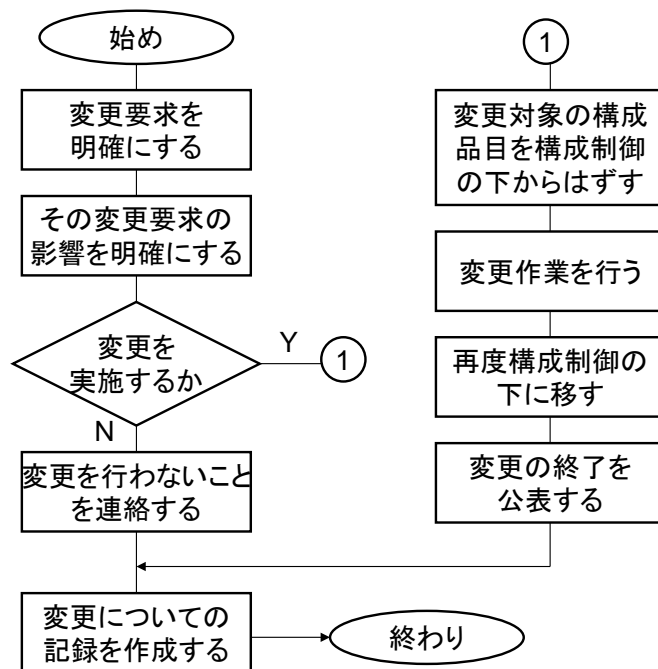 始め
変更要求を
明確にする
その変更要求の
影響を明確にする
変更を
実施するか
Y
1
N
変更を行わないこと
を連絡する
変更についての
記録を作成する
終わり
1
変更対象の構成
品目を構成制御
の下からはずす
変更作業を行う
再度構成制御の
下に移す
変更の終了を
公表する